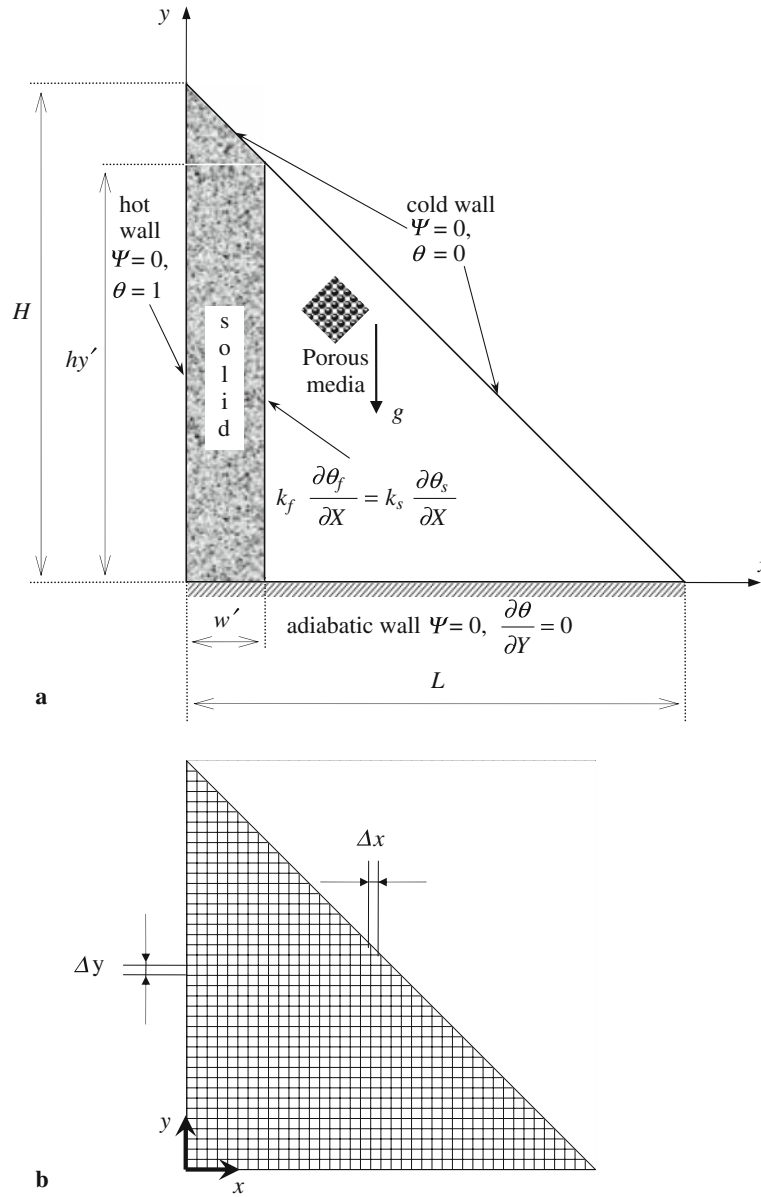 y
hot
wall
Ψ = 0,
θ = 1
cold wall
Ψ = 0,
θ = 0
H
hy′
s
o
l
i
d
Porous
media
g
k_f ∂θ_f/∂X = k_s ∂θ_s/∂X
w′
adiabatic wall Ψ = 0, ∂θ/∂Y = 0
L
a
Δx
Δy
y
x
b